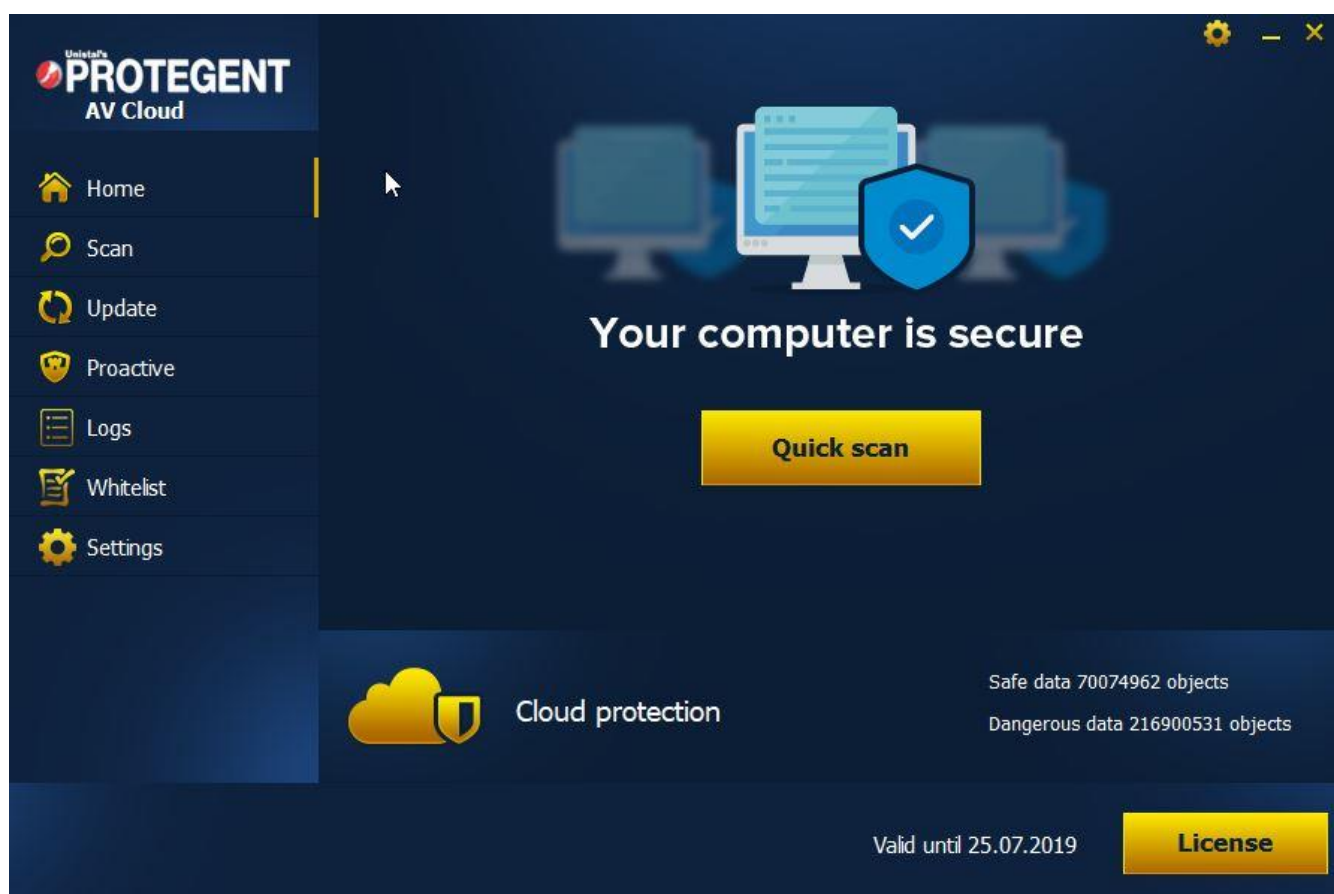 Unistal's
PROTEGENT
AV Cloud
Home
Scan
Update
Proactive
Logs
Whitelist
Settings
Your computer is secure
Quick scan
Cloud protection
Safe data 70074962 objects
Dangerous data 216900531 objects
Valid until 25.07.2019
License